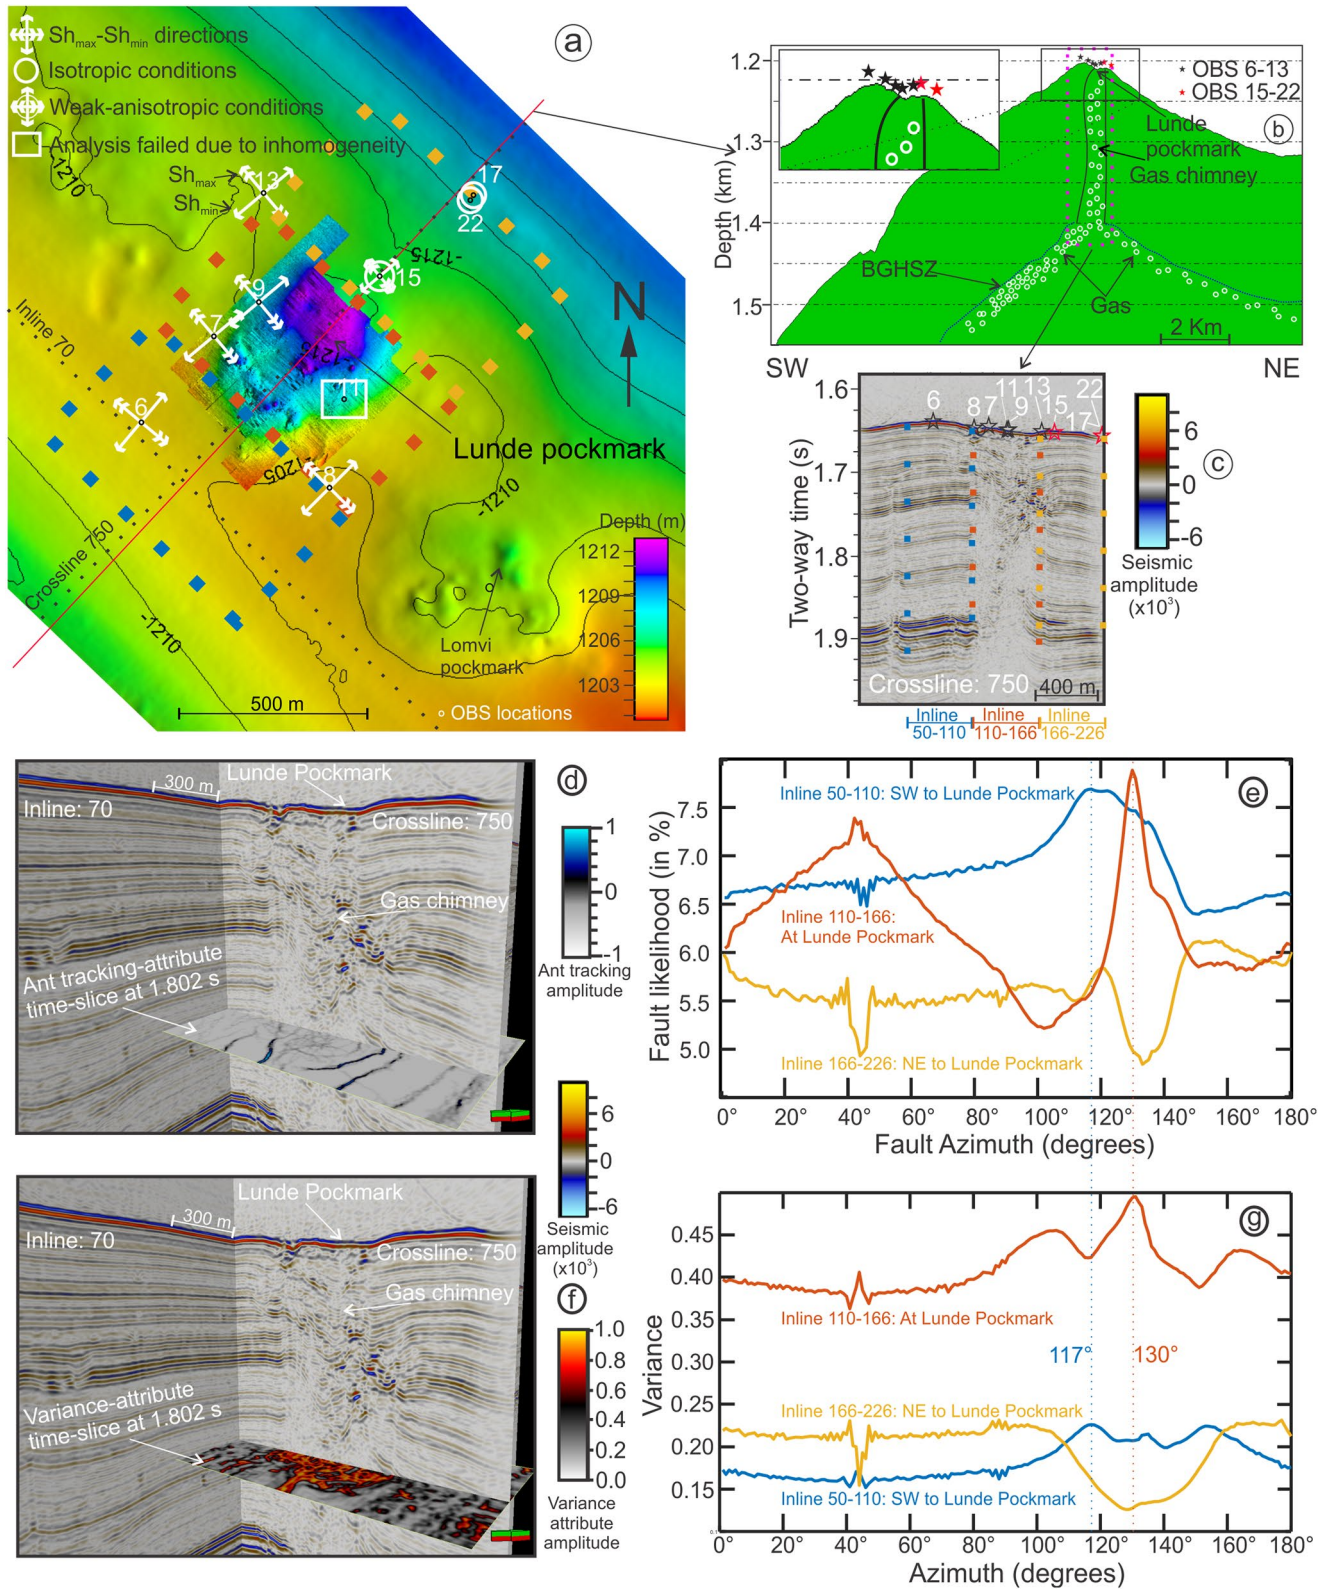 Shmax-Shmin directions
Isotropic conditions
Weak-anisotropic conditions
Analysis failed due to inhomogeneity
a
-1210
Shmax
Shmin
13
17
22
-1215
15
9
7
N
Inline 70
1215
11
6
Lunde pockmark
8
-1205
-1210
Crossline 750
-1210
Lomvi
pockmark
Depth (m)
1212
1209
1206
1203
500 m
OBS locations
b
1.2
1.3
1.4
1.5
Depth (km)
OBS 6-13
OBS 15-22
Lunde
pockmark
Gas chimney
BGHSZ
Gas
2 Km
SW
NE
c
1.6
1.7
1.8
1.9
Two-way time (s)
6
8
7
11
9
13
15
17
22
Crossline: 750
400 m
6
0
-6
Seismic
amplitude
(x10³)
Inline
50-110
Inline
110-166
Inline
166-226
d
300 m
Lunde Pockmark
Inline: 70
Crossline: 750
Gas chimney
Ant tracking-attribute
time-slice at 1.802 s
1
0
-1
Ant tracking
amplitude
6
0
-6
Seismic
amplitude
(x10³)
e
7.5
7.0
6.5
6.0
5.5
5.0
Fault likelihood (in %)
Inline 50-110: SW to Lunde Pockmark
Inline 110-166:
At Lunde Pockmark
Inline 166-226: NE to Lunde Pockmark
0° 20° 40° 60° 80° 100° 120° 140° 160° 180°
Fault Azimuth (degrees)
f
Lunde Pockmark
300 m
Inline: 70
Crossline: 750
Gas chimney
Variance-attribute
time-slice at 1.802 s
1.0
0.8
0.6
0.4
0.2
0.0
Variance
attribute
amplitude
g
0.45
0.40
0.35
0.30
0.25
0.20
0.15
0.1
Variance
Inline 110-166: At Lunde Pockmark
117°
130°
Inline 166-226: NE to Lunde Pockmark
Inline 50-110: SW to Lunde Pockmark
0° 20° 40° 60° 80° 100° 120° 140° 160° 180°
Azimuth (degrees)